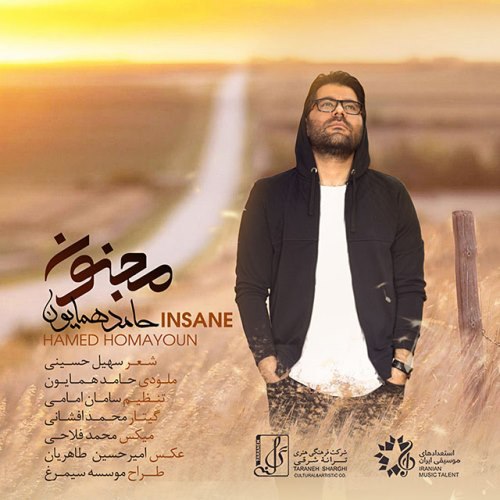 مجنون
حامد همایون INSANE
HAMED HOMAYOUN
شعر سهیل حسینی
ملودی حامد همایون
تنظیم سامان امامی
گیتار محمد افشانی
میکس محمد فلاحی
عکس امیرحسین طاهریان
طراح موسسه سیمرغ
TARANEH
شرکت فرهنگی هنری
ترانه شرقی
TARANEH SHARGHI
CULTURAL&ARTISTIC CO.
استعدادهای
موسیقی ایران
IRANIAN
MUSIC TALENT